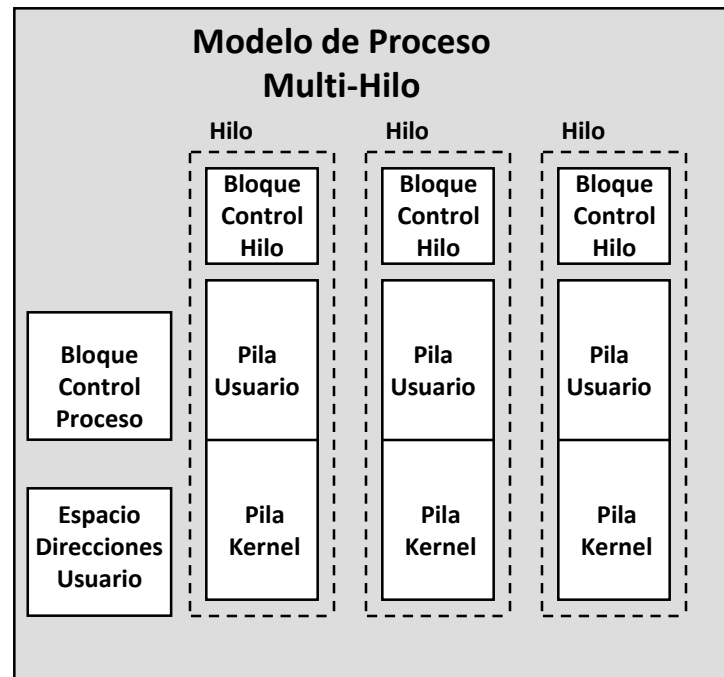 Modelo de Proceso
Multi-Hilo
Hilo
Hilo
Hilo
Bloque
Control
Hilo
Bloque
Control
Hilo
Bloque
Control
Hilo
Bloque
Control
Proceso
Pila
Usuario
Pila
Usuario
Pila
Usuario
Espacio
Direcciones
Usuario
Pila
Kernel
Pila
Kernel
Pila
Kernel